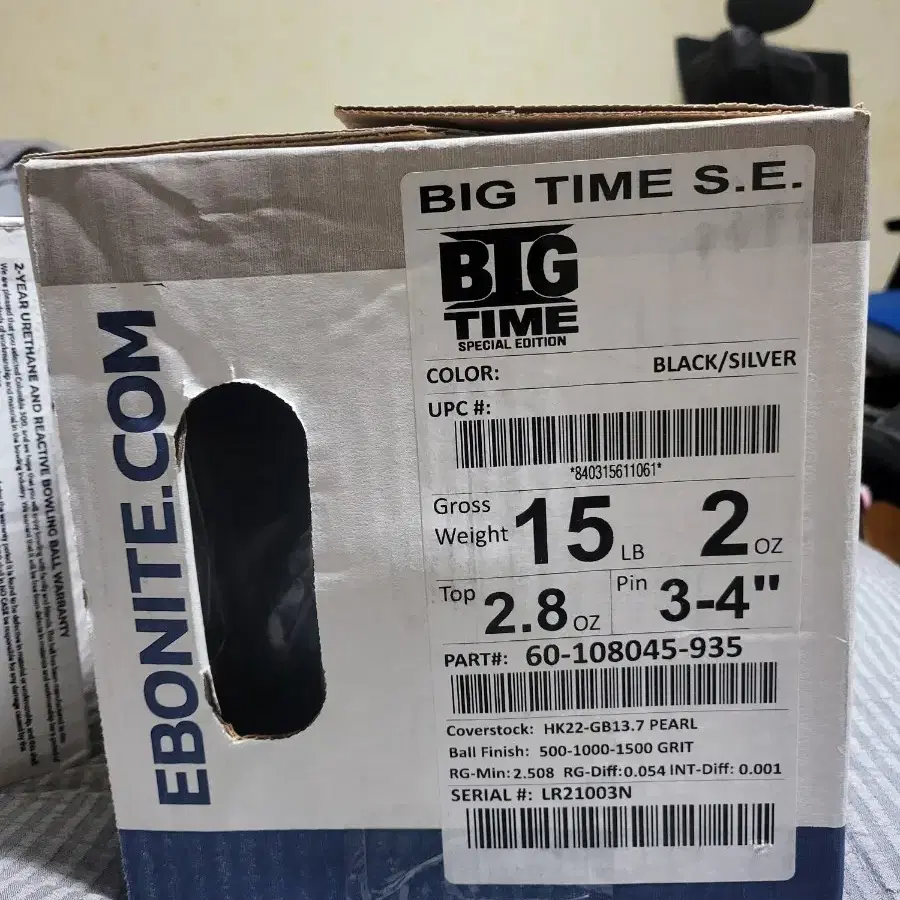 BIG TIME S.E.
BIG
TIME
SPECIAL EDITION
COLOR: BLACK/SILVER
UPC #:
*840315611061*
Gross Weight 15 LB 2 OZ
Top 2.8 OZ Pin 3-4"
PART#: 60-108045-935
Coverstock: HK22-GB13.7 PEARL
Ball Finish: 500-1000-1500 GRIT
RG-Min: 2.508 RG-Diff: 0.054 INT-Diff: 0.001
SERIAL #: LR21003N
EBONITE.COM
2-YEAR URETHANE AND REACTIVE BOWLING BALL WARRANTY